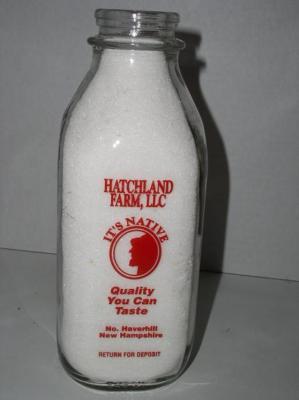 HATCHLAND
FARM, LLC
IT'S NATIVE
Quality
You Can
Taste
No. Haverhill
New Hampshire
RETURN FOR DEPOSIT